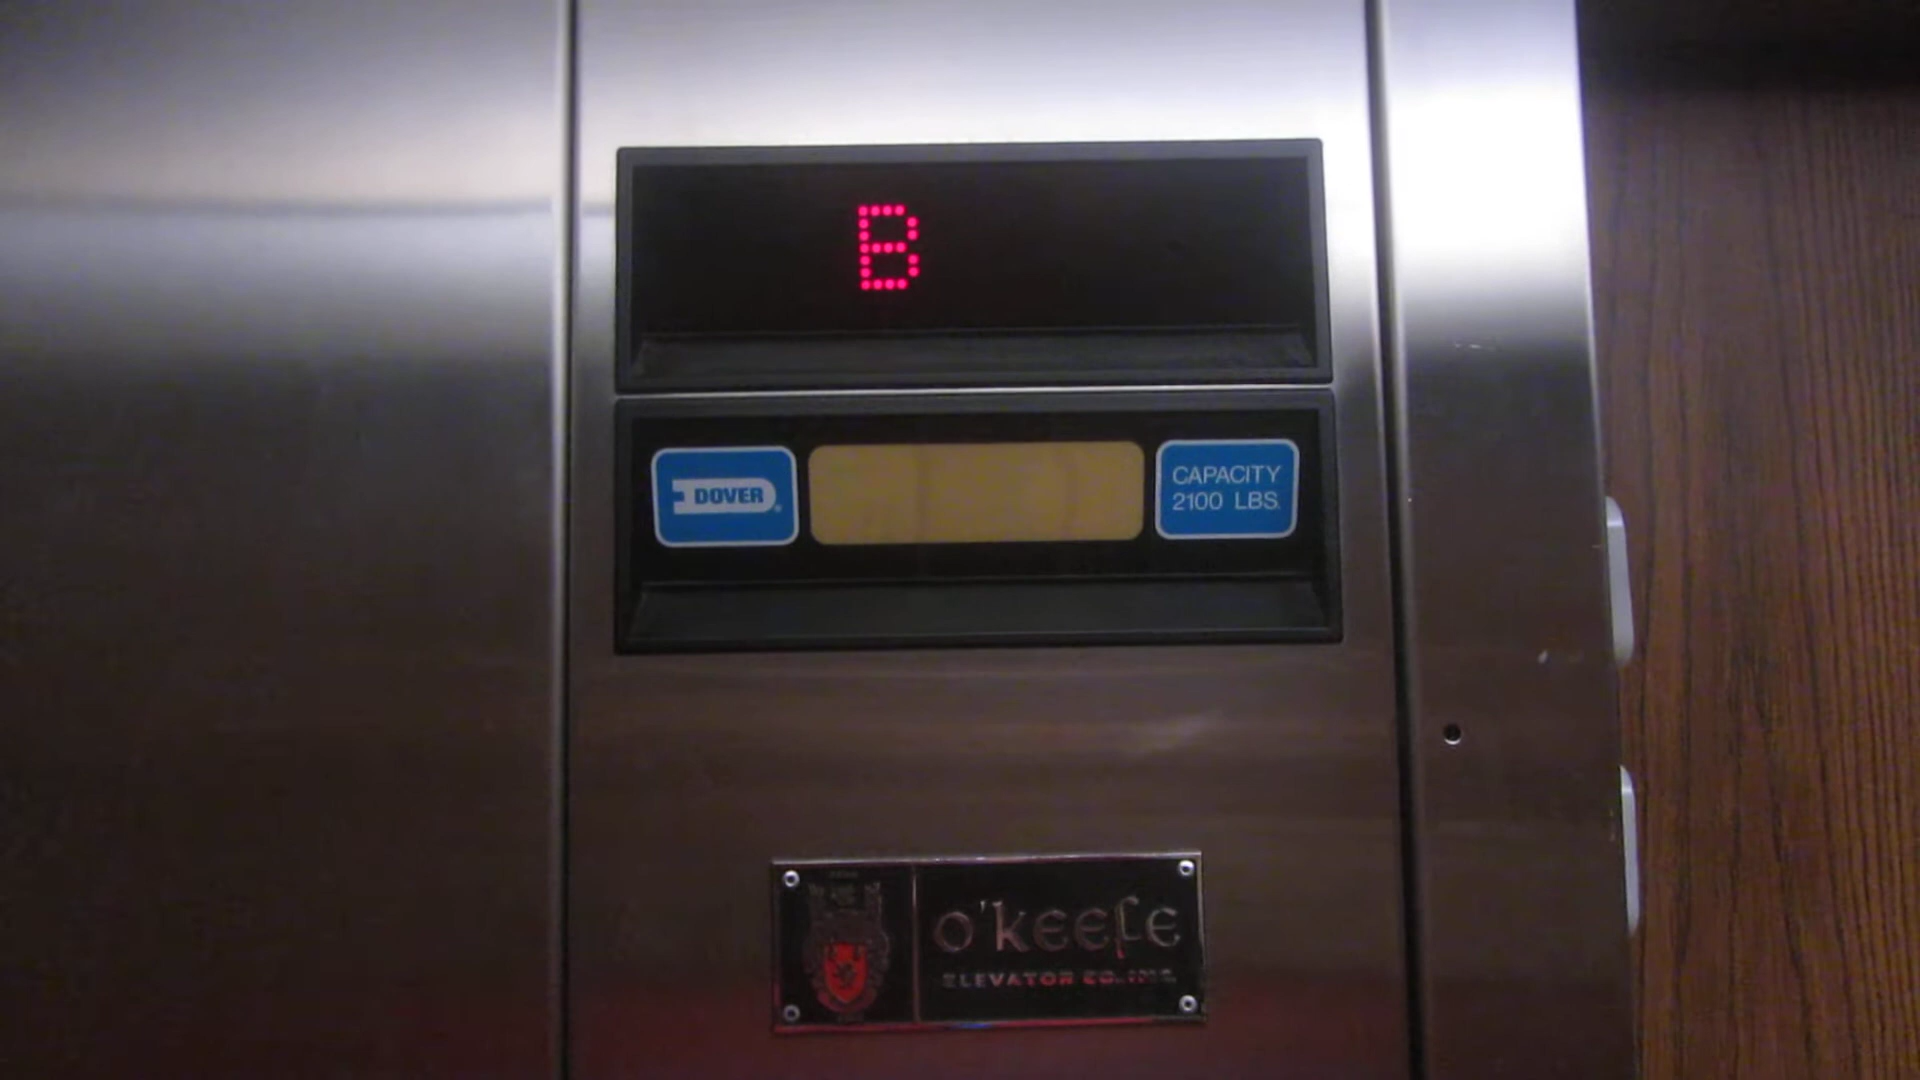 B
DOVER
CAPACITY
2100 LBS.
o'keefe
ELEVATOR CO. INC.